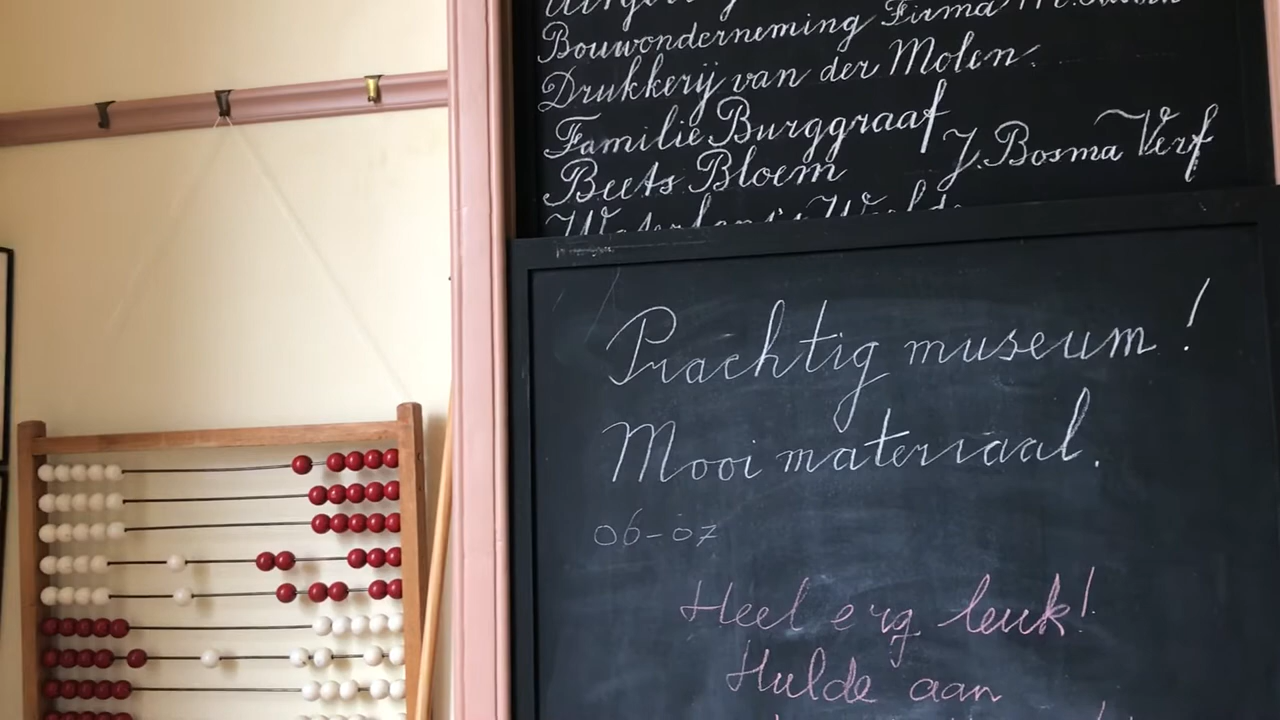 Bouwonderneming Firma
Drukkerij van der Molen.
Familie Burggraaf
J. Bosma Verf
Beets Bloem
Prachtig museum!
Mooi materiaal.
06-07
Heel erg leuk!
Hulde aan